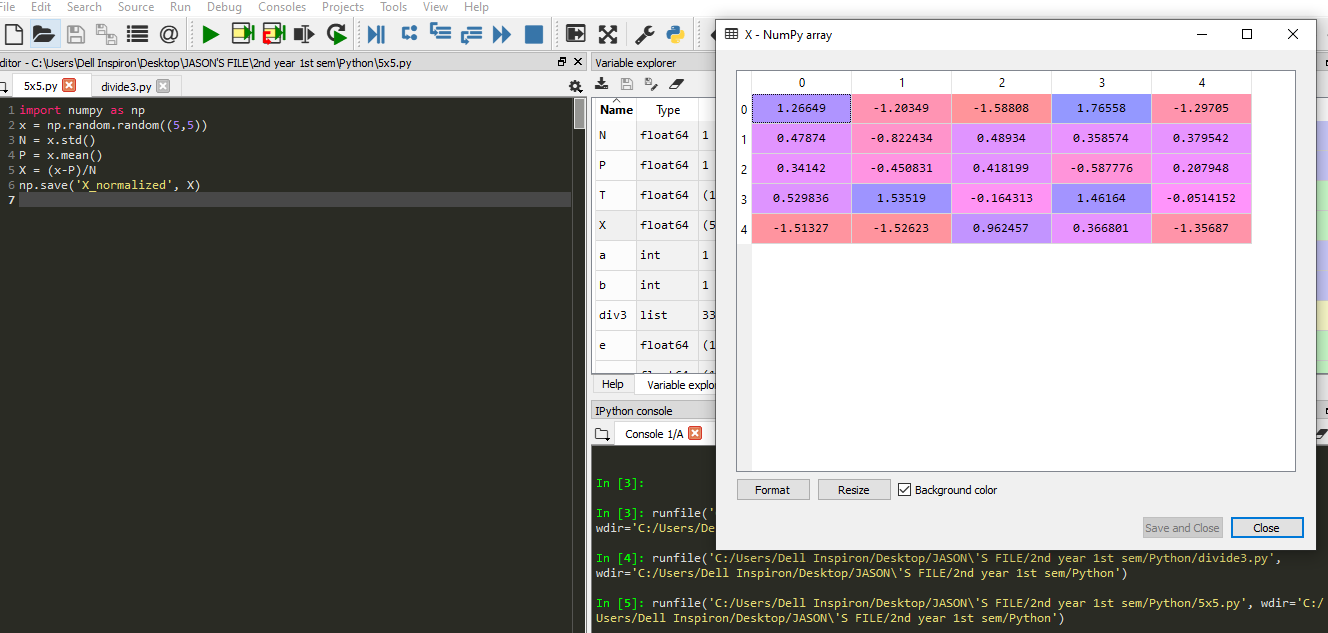 File Edit Search Source Run Debug Consoles Projects Tools View Help
ditor - C:\Users\Dell Inspiron\Desktop\JASON'S FILE\2nd year 1st sem\Python\5x5.py
5x5.py divide3.py
1 import numpy as np
2 x = np.random.random((5,5))
3 N = x.std()
4 P = x.mean()
5 X = (x-P)/N
6 np.save('X_normalized', X)
7
Variable explorer
Name Type
N float64 1
P float64 1
T float64 (1
X float64 (5
a int 1
b int 1
div3 list 33
e float64 (1
Help Variable explo
IPython console
Console 1/A
In [3]:
In [3]: runfile('
wdir='C:/Users/De
In [4]: runfile('C:/Users/Dell Inspiron/Desktop/JASON\'S FILE/2nd year 1st sem/Python/divide3.py',
wdir='C:/Users/Dell Inspiron/Desktop/JASON\'S FILE/2nd year 1st sem/Python')
In [5]: runfile('C:/Users/Dell Inspiron/Desktop/JASON\'S FILE/2nd year 1st sem/Python/5x5.py', wdir='C:/
Users/Dell Inspiron/Desktop/JASON\'S FILE/2nd year 1st sem/Python')
X - NumPy array
0 1 2 3 4
0 1.26649 -1.20349 -1.58808 1.76558 -1.29705
1 0.47874 -0.822434 0.48934 0.358574 0.379542
2 0.34142 -0.450831 0.418199 -0.587776 0.207948
3 0.529836 1.53519 -0.164313 1.46164 -0.0514152
4 -1.51327 -1.52623 0.962457 0.366801 -1.35687
Format Resize Background color
Save and Close Close